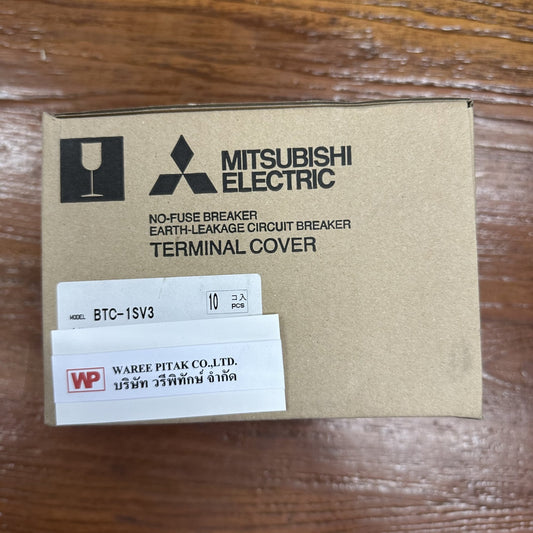 MITSUBISHI
ELECTRIC
NO-FUSE BREAKER
EARTH-LEAKAGE CIRCUIT BREAKER
TERMINAL COVER
MODEL BTC-1SV3
10 コ入
PCS
WP
WAREE PITAK CO.,LTD.
บริษัท วรีพิทักษ์ จำกัด